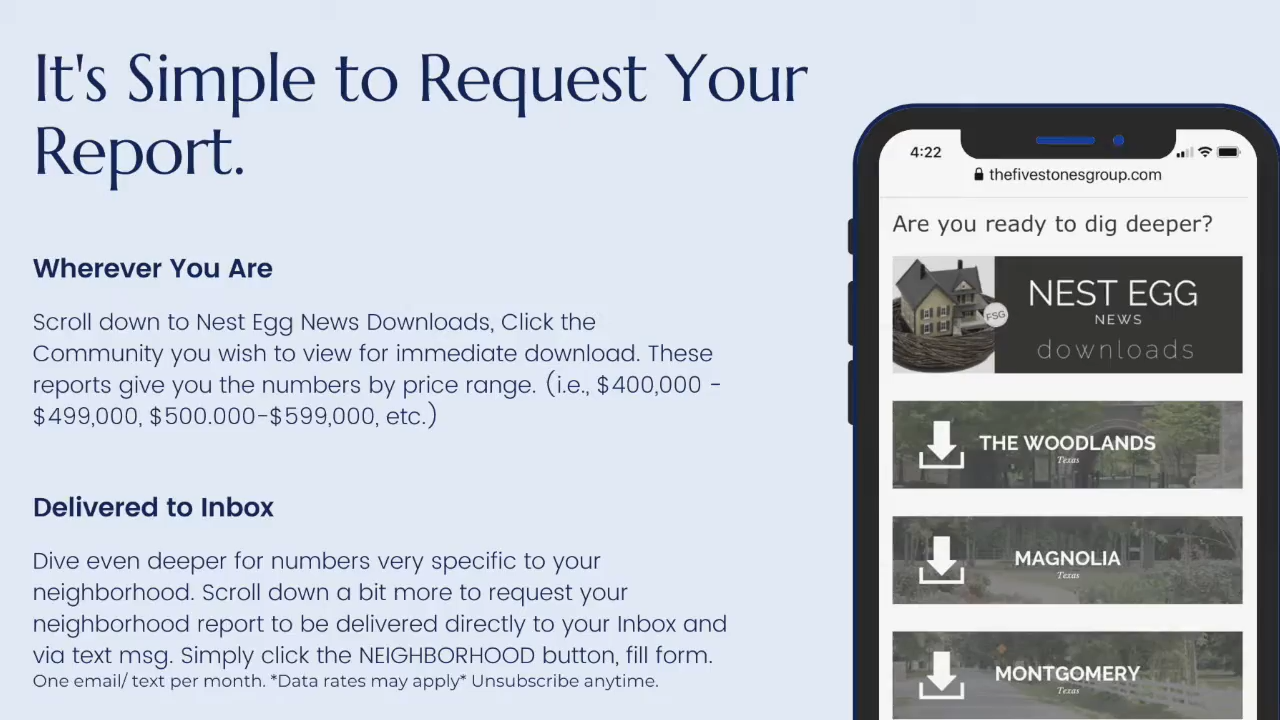 It's Simple to Request Your
Report.
Wherever You Are
Scroll down to Nest Egg News Downloads, Click the
Community you wish to view for immediate download. These
reports give you the numbers by price range. (i.e., $400,000 -
$499,000, $500.000-$599,000, etc.)
Delivered to Inbox
Dive even deeper for numbers very specific to your
neighborhood. Scroll down a bit more to request your
neighborhood report to be delivered directly to your Inbox and
via text msg. Simply click the NEIGHBORHOOD button, fill form.
One email/ text per month. *Data rates may apply* Unsubscribe anytime.
4:22
thefivestonesgroup.com
Are you ready to dig deeper?
NEST EGG
NEWS
FSG
downloads
THE WOODLANDS
Texas
MAGNOLIA
Texas
MONTGOMERY
Texas